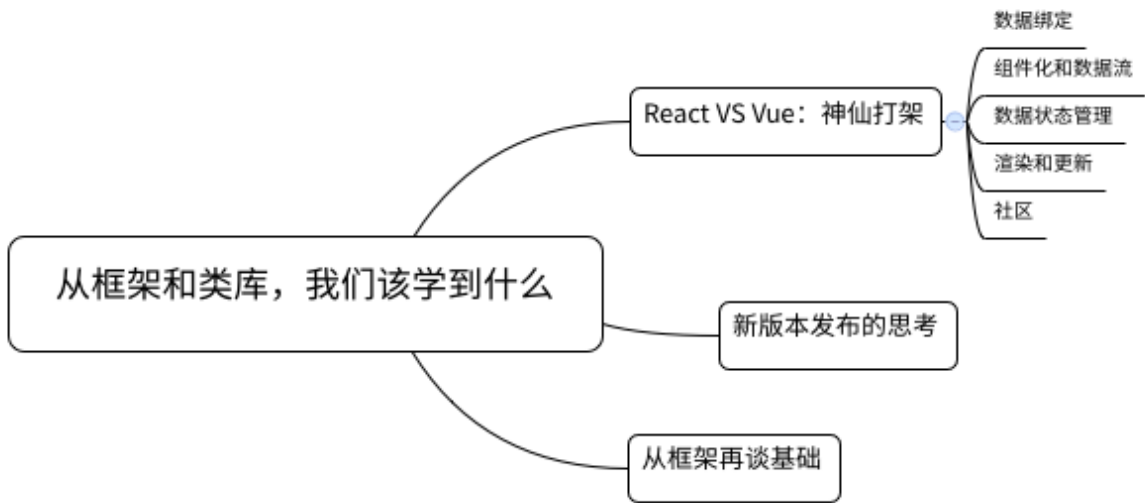 从框架和类库，我们该学到什么
React VS Vue：神仙打架
数据绑定
组件化和数据流
数据状态管理
渲染和更新
社区
新版本发布的思考
从框架再谈基础